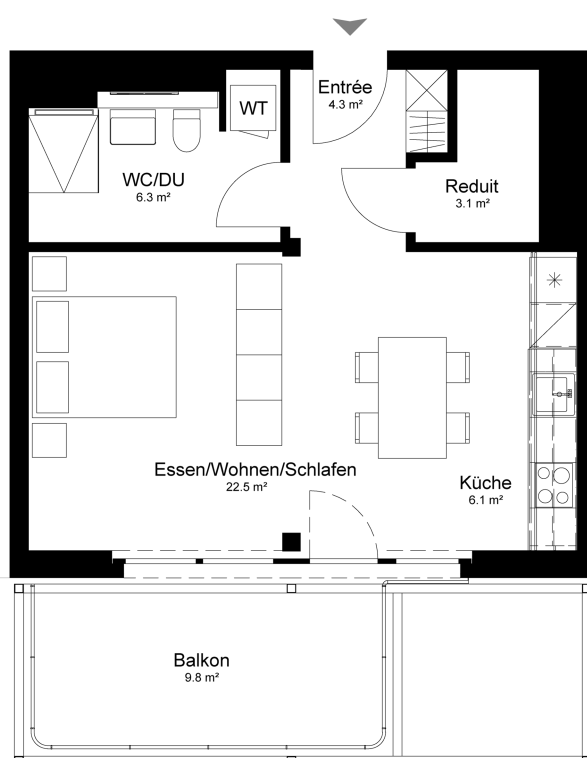 Entrée
4.3 m²
WT
WC/DU
6.3 m²
Reduit
3.1 m²
Essen/Wohnen/Schlafen
22.5 m²
Küche
6.1 m²
Balkon
9.8 m²